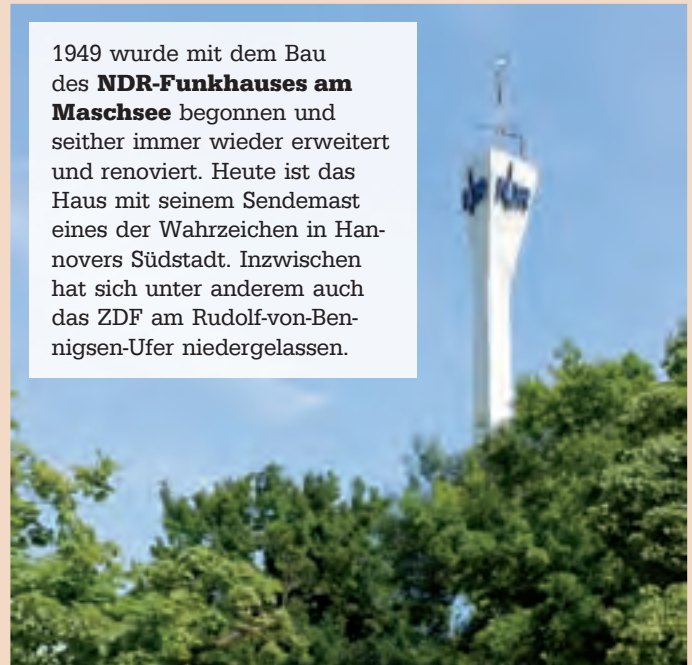 1949 wurde mit dem Bau
des NDR-Funkhauses am
Maschsee begonnen und
seither immer wieder erweitert
und renoviert. Heute ist das
Haus mit seinem Sendemast
eines der Wahrzeichen in Han-
novers Südstadt. Inzwischen
hat sich unter anderem auch
das ZDF am Rudolf-von-Ben-
nigsen-Ufer niedergelassen.